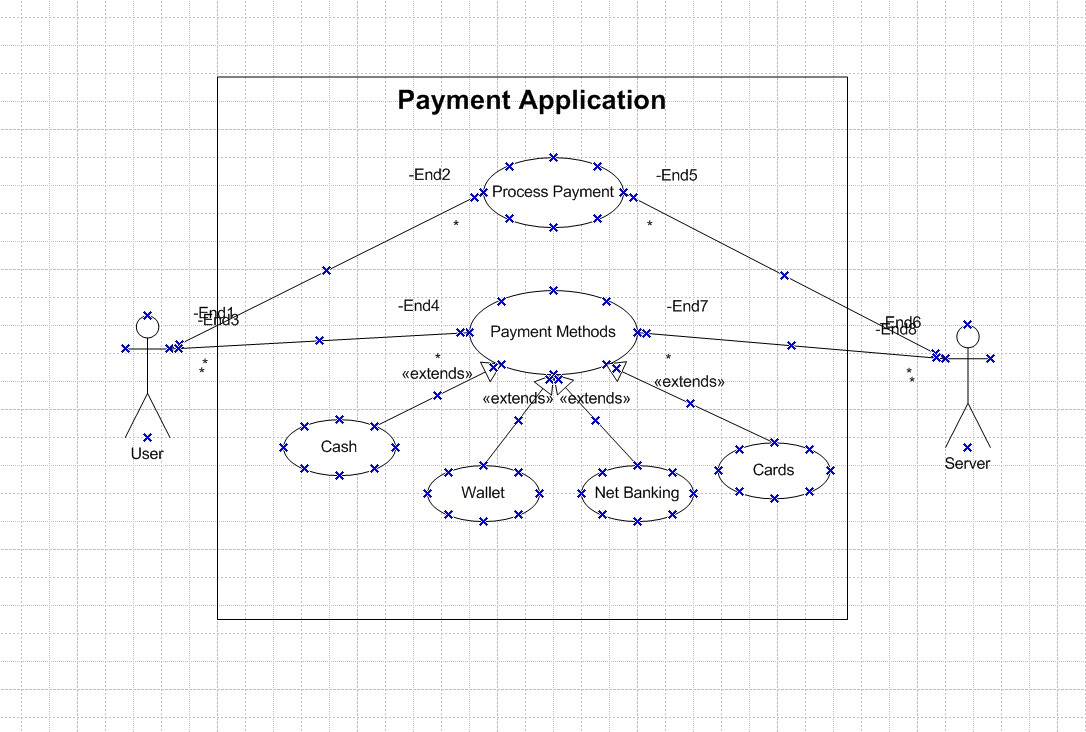 Payment Application
-End2
-End5
Process Payment
*
*
-End1
-End3
-End4
-End7
-End6
-End8
Payment Methods
*
*
*
*
*
*
«extends»
«extends»
«extends»
«extends»
Cash
Wallet
Net Banking
Cards
User
Server